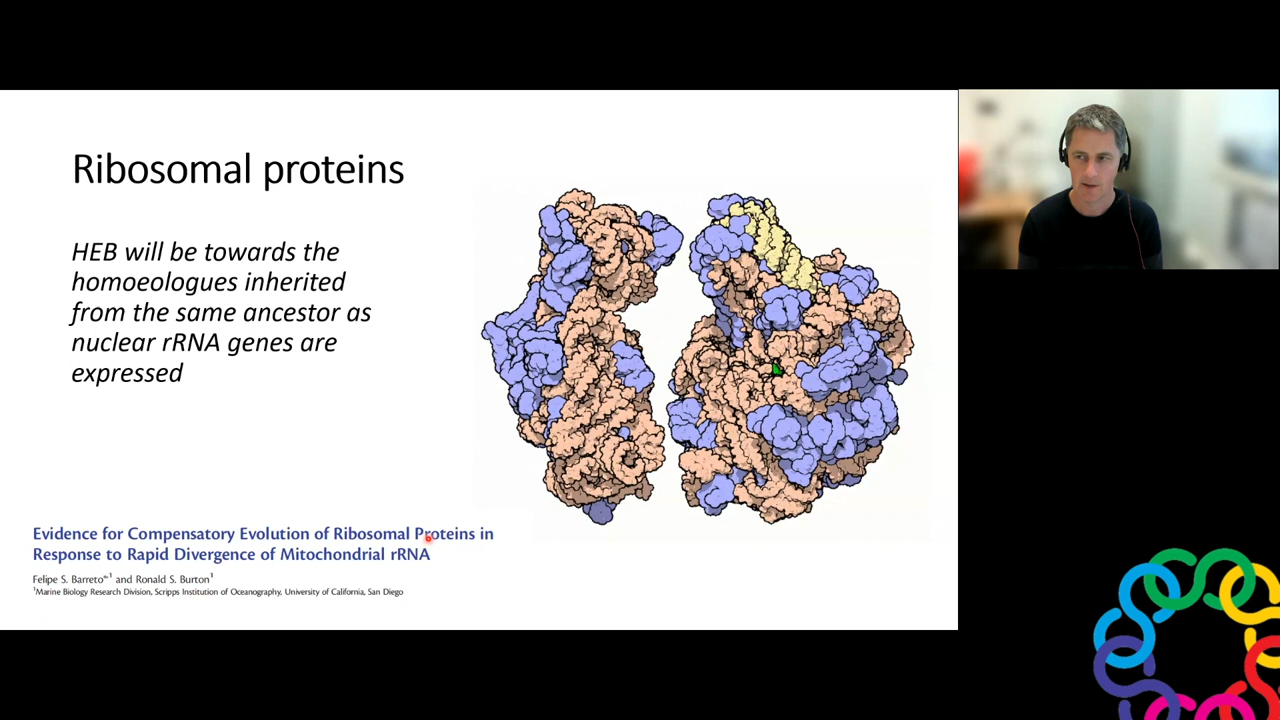 Ribosomal proteins
HEB will be towards the
homoeologues inherited
from the same ancestor as
nuclear rRNA genes are
expressed
Evidence for Compensatory Evolution of Ribosomal Proteins in
Response to Rapid Divergence of Mitochondrial rRNA
Felipe S. Barreto*,1 and Ronald S. Burton1
1Marine Biology Research Division, Scripps Institution of Oceanography, University of California, San Diego